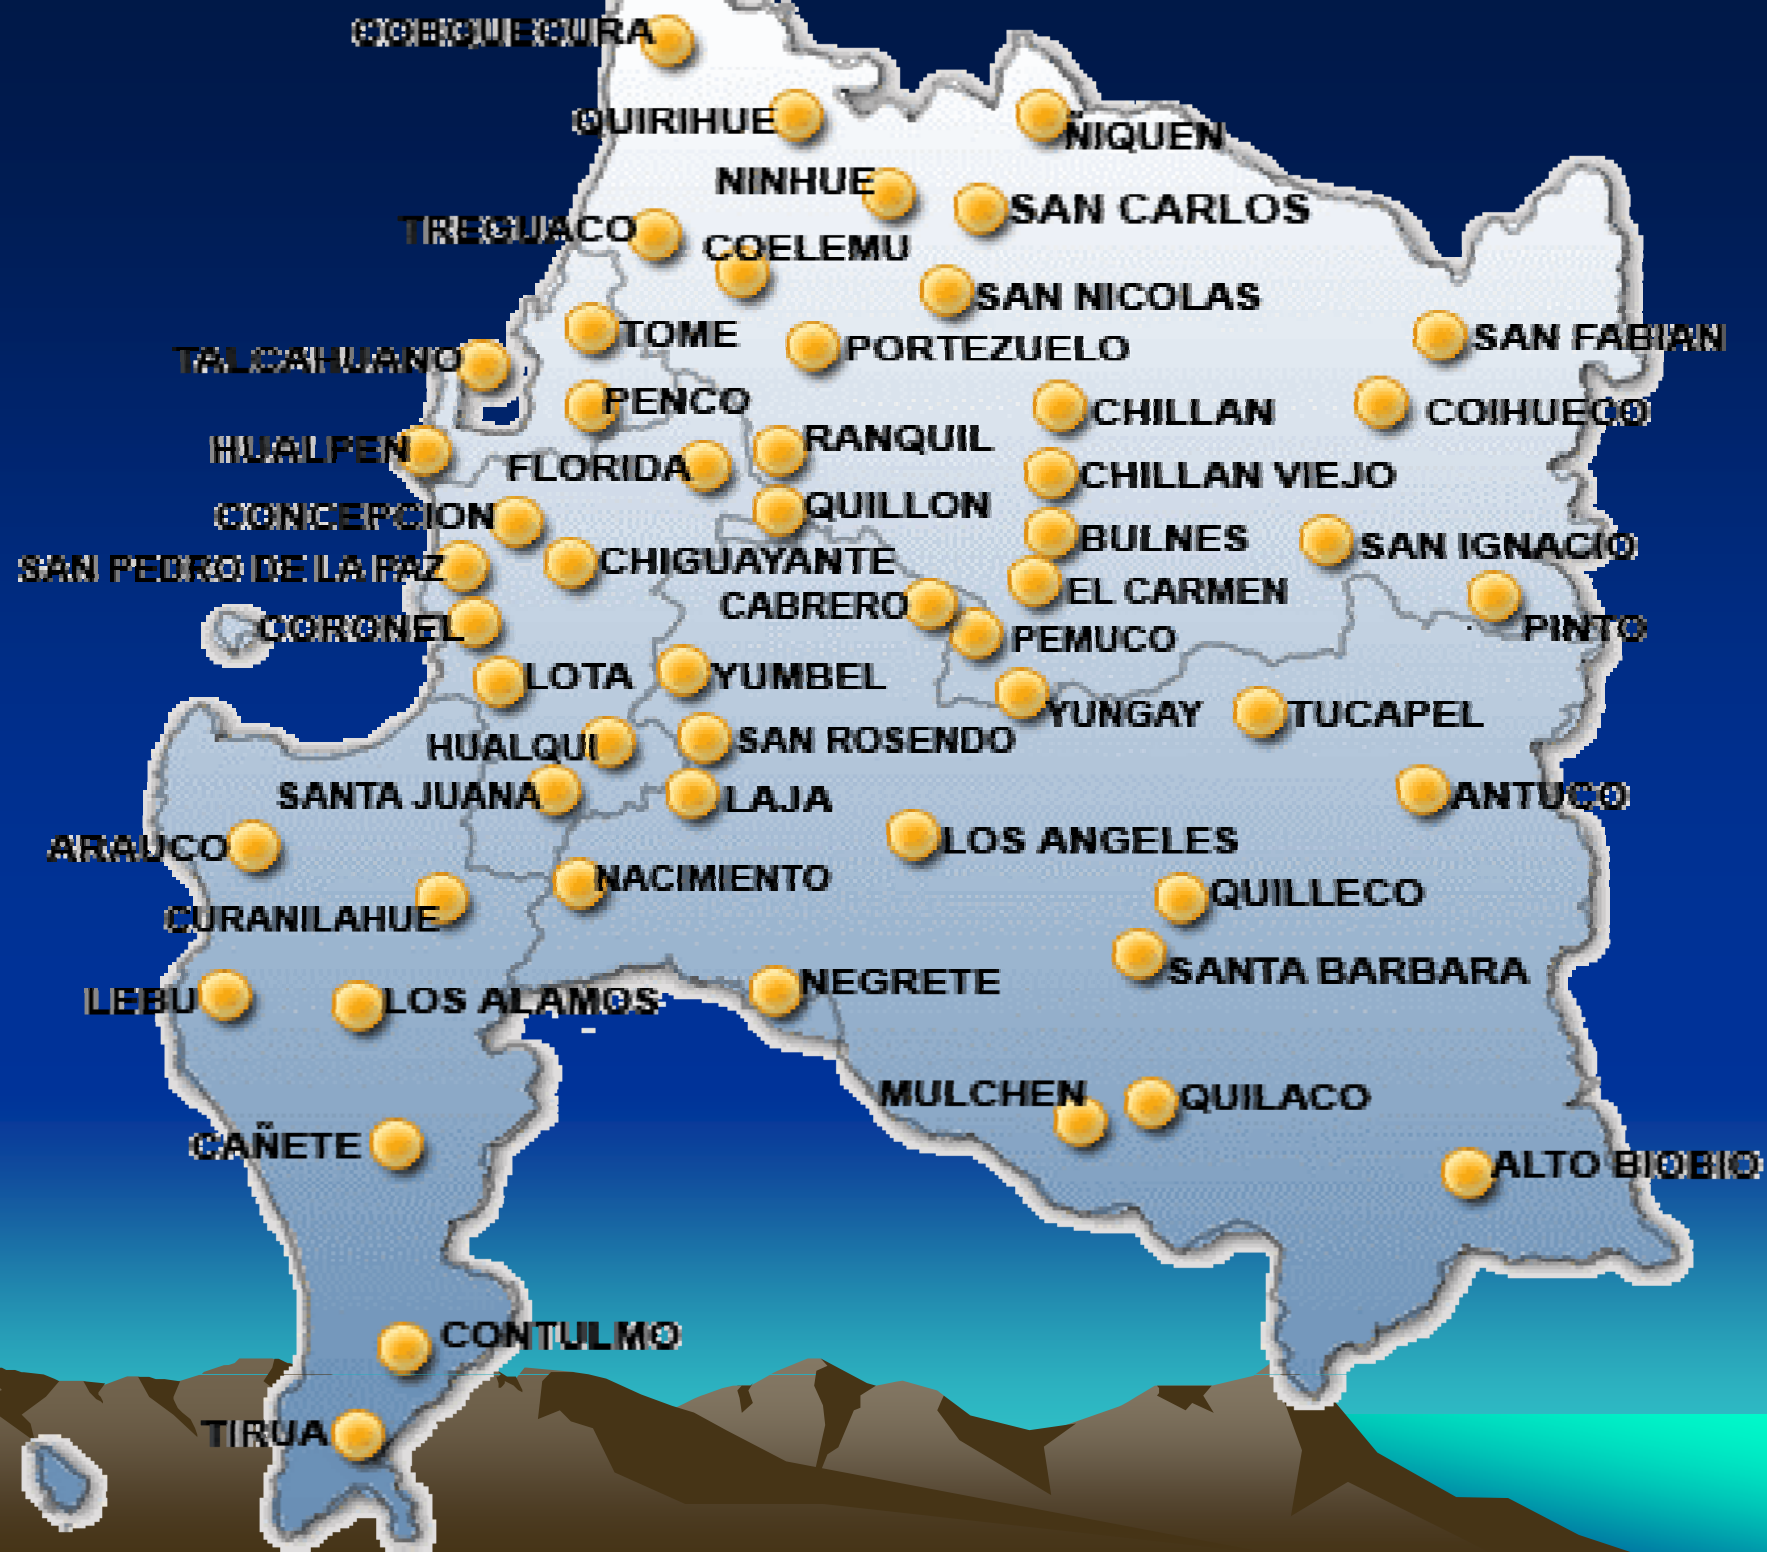 COBQUECURA
QUIRIHUE
ÑIQUEN
NINHUE
SAN CARLOS
TREGUACO
COELEMU
SAN NICOLAS
TOME
PORTEZUELO
SAN FABIAN
TALCAHUANO
PENCO
CHILLAN
COIHUECO
RANQUIL
HUALPEN
FLORIDA
CHILLAN VIEJO
QUILLON
CONCEPCION
BULNES
SAN IGNACIO
CHIGUAYANTE
SAN PEDRO DE LA PAZ
EL CARMEN
CABRERO
CORONEL
PINTO
PEMUCO
LOTA
YUMBEL
YUNGAY
TUCAPEL
HUALQUI
SAN ROSENDO
SANTA JUANA
LAJA
ANTUCO
ARAUCO
LOS ANGELES
NACIMIENTO
QUILLECO
CURANILAHUE
SANTA BARBARA
NEGRETE
LEBU
LOS ALAMOS
MULCHEN
QUILACO
CAÑETE
ALTO BIOBIO
CONTULMO
TIRUA